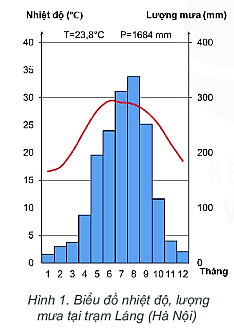 Nhiệt độ (℃) Lượng mưa (mm)
T=23,8°C P=1684 mm
40 400
35
30 300
25
20 200
15
10 100
5
0 0
1 2 3 4 5 6 7 8 9 10 11 12 Tháng
Hình 1. Biểu đồ nhiệt độ, lượng
mưa tại trạm Láng (Hà Nội)